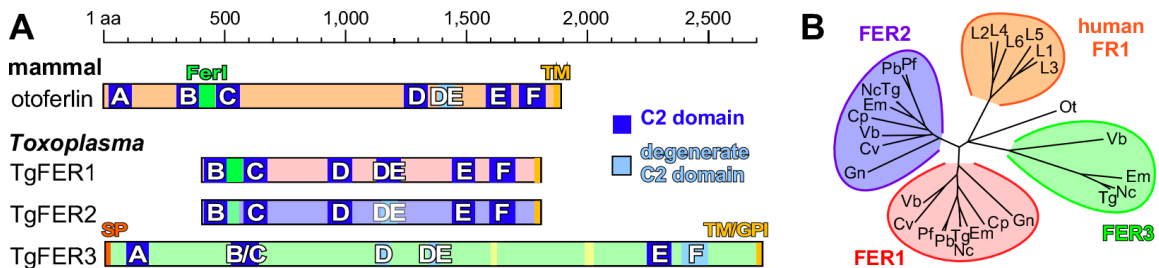 A
1 aa 500 1,000 1,500 2,000 2,500
mammal
FerI TM
otoferlin A B C D DE E F
Toxoplasma
C2 domain
degenerate
C2 domain
TgFER1 B C D DE E F
TgFER2 B C D DE E F
SP TM/GPI
TgFER3 A B/C D DE E F
B
FER2
human
FR1
L2 L4 L6 L5 L1 L3
Pb Pf
Nc Tg
Em
Cp
Vb
Cv
Gn
Ot
Vb
Em
Tg Nc
FER3
Vb
Cv
Pf Pb Tg Nc Em Cp Gn
FER1